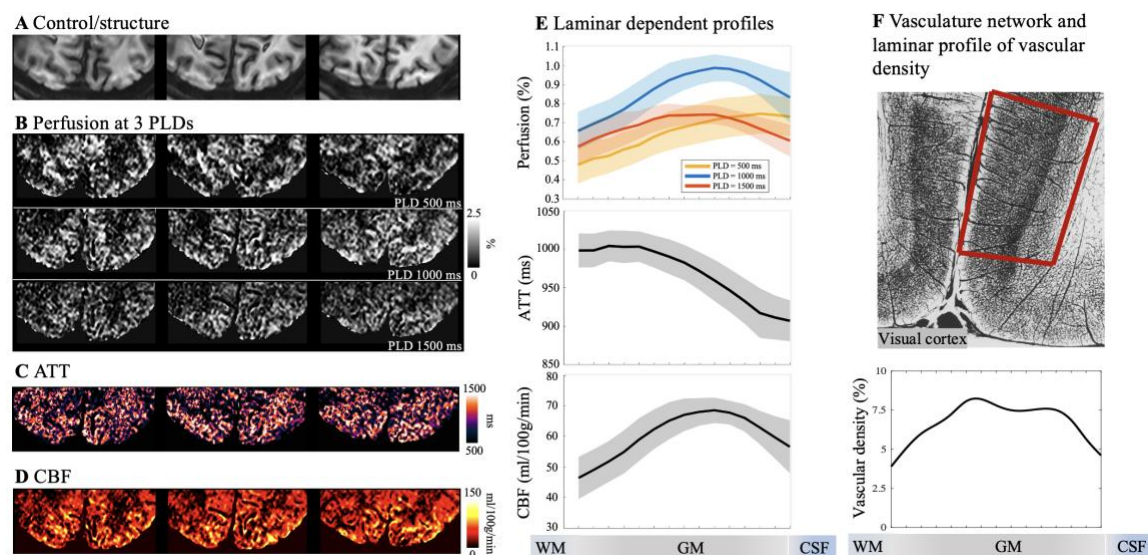 A Control/structure
B Perfusion at 3 PLDs
PLD 500 ms
2.5
%
0
PLD 1000 ms
PLD 1500 ms
C ATT
1500
ms
500
D CBF
150
ml/100g/min
0
E Laminar dependent profiles
Perfusion (%)
1.1
1.0
0.9
0.8
0.7
0.6
0.5
0.4
0.3
PLD = 500 ms
PLD = 1000 ms
PLD = 1500 ms
ATT (ms)
1050
1000
950
900
850
CBF (ml/100g/min)
80
70
60
50
40
30
WM GM CSF
F Vasculature network and
laminar profile of vascular
density
Visual cortex
Vascular density (%)
10
7.5
5
2.5
0
WM GM CSF